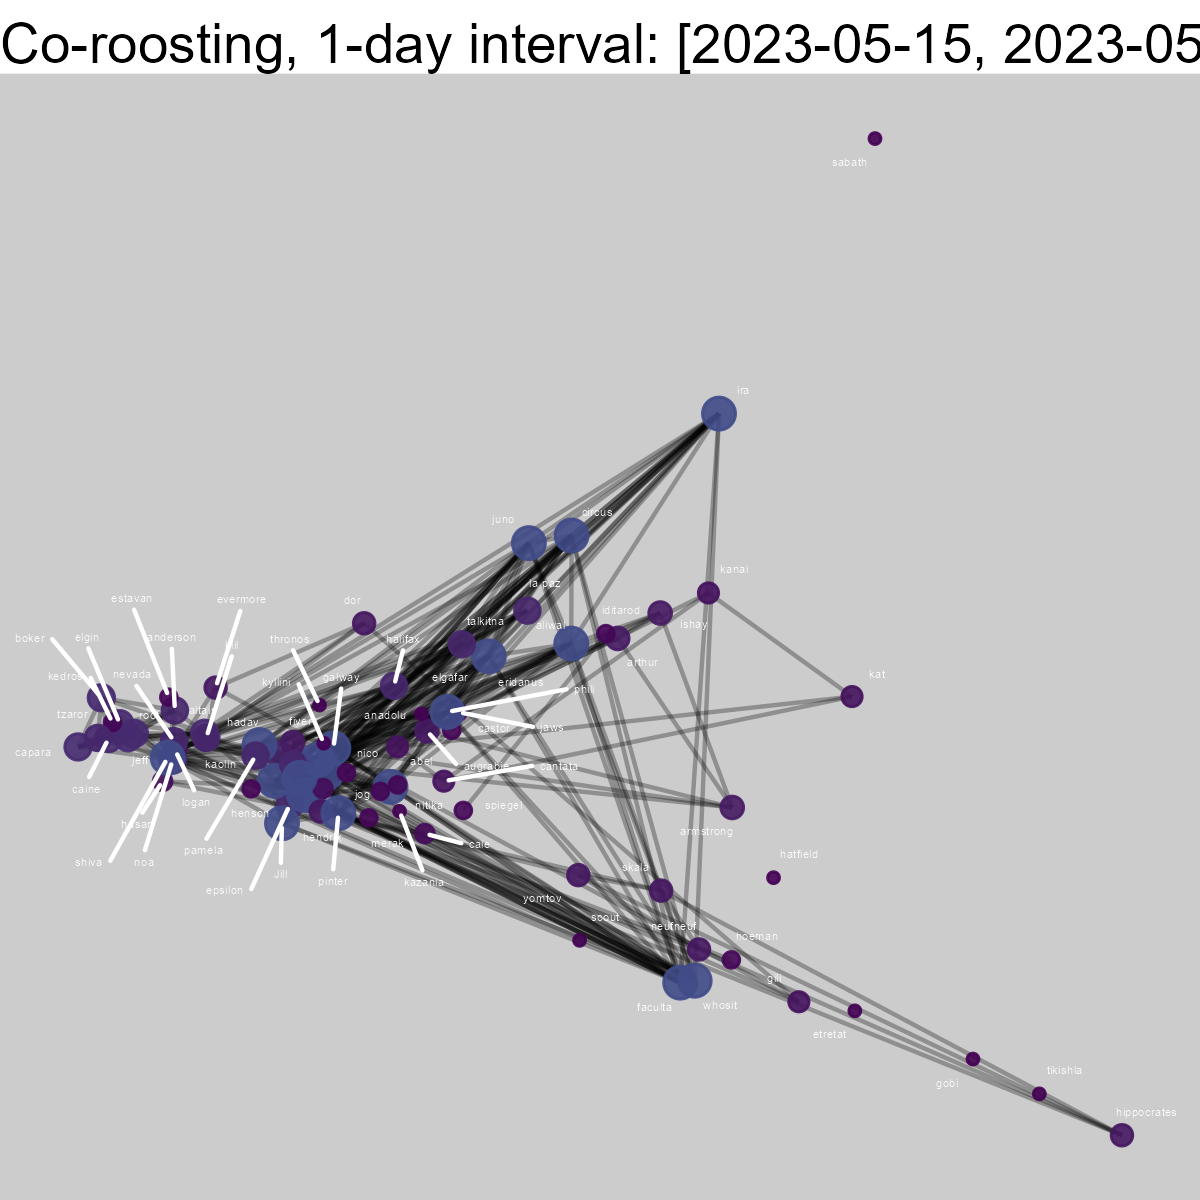 Co-roosting, 1-day interval: [2023-05-15, 2023-05
sabath
ira
juno
circus
kanai
la paz
estavan
evermore
dor
iditarod
ishay
talkitna
aliwal
boker
elgin
anderson
thronos
halifax
arthur
kedros
nevada
kyllini
galway
elgafar
eridanus
phil
kat
tzaror
altair
hadav
fiver
anadolu
castor
jaws
capara
jeff
kaolin
nico
abel
augrabie
cantata
caine
logan
henson
jog
nitika
spiegel
armstrong
pamela
hendrix
merak
cale
hatfield
shiva
noa
epsilon
Jill
pinter
kazania
skala
yomtov
scout
neufneuf
hoeman
gili
faculta
whosit
etretat
gobi
tikishla
hippocrates